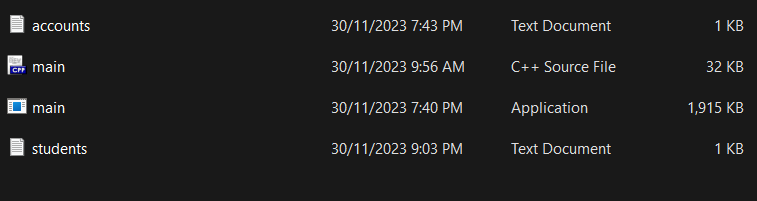 accounts 30/11/2023 7:43 PM Text Document 1 KB
CPP main 30/11/2023 9:56 AM C++ Source File 32 KB
main 30/11/2023 7:40 PM Application 1,915 KB
students 30/11/2023 9:03 PM Text Document 1 KB